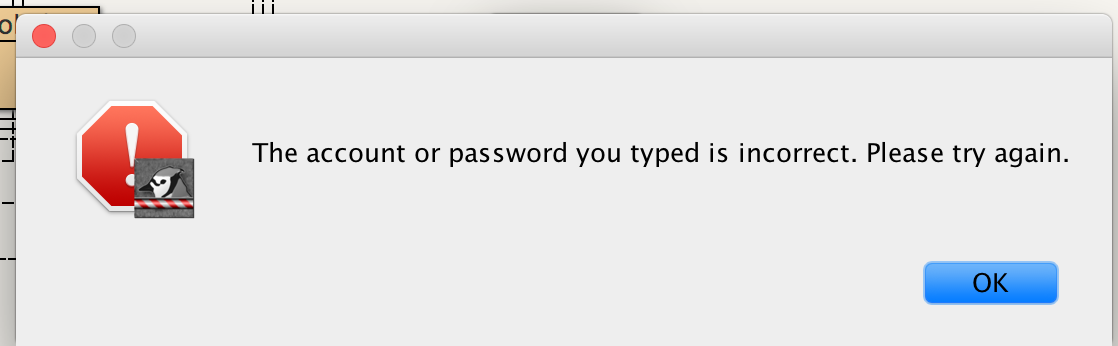 The account or password you typed is incorrect. Please try again.
OK